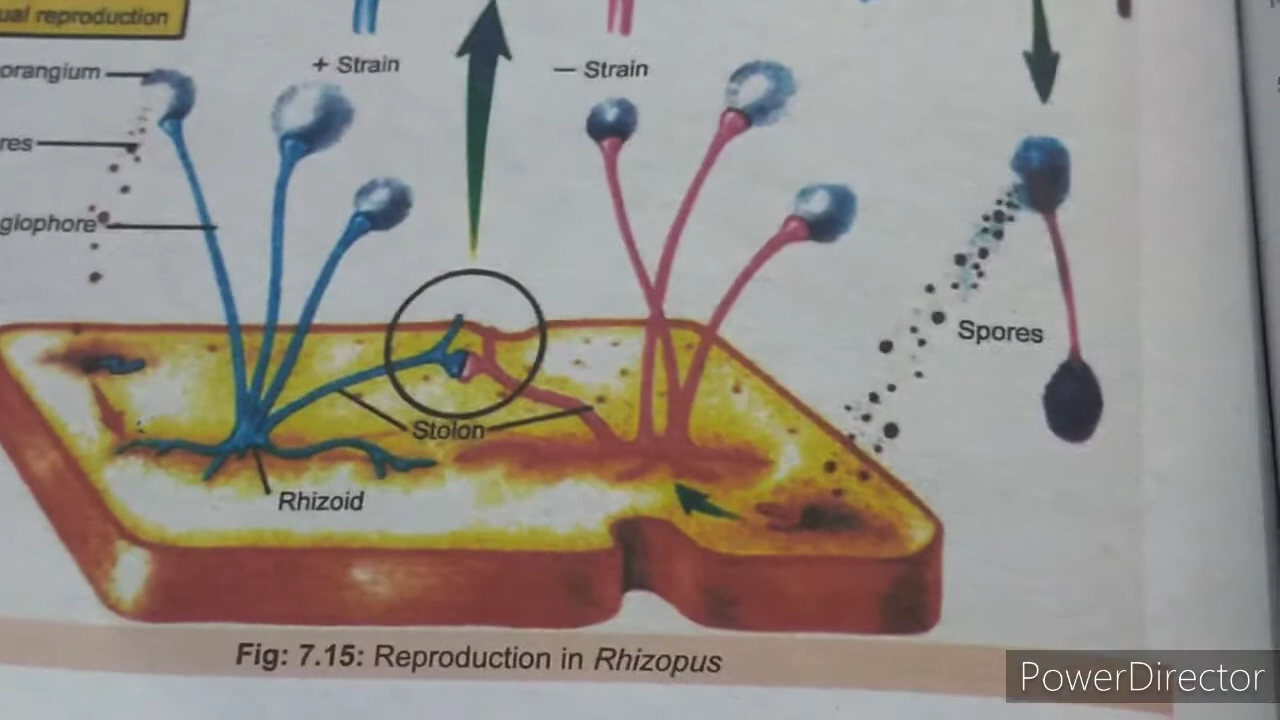 ual reproduction
+ Strain
— Strain
orangium
res
giophore
Spores
Stolon
Rhizoid
Fig: 7.15: Reproduction in Rhizopus
PowerDirector